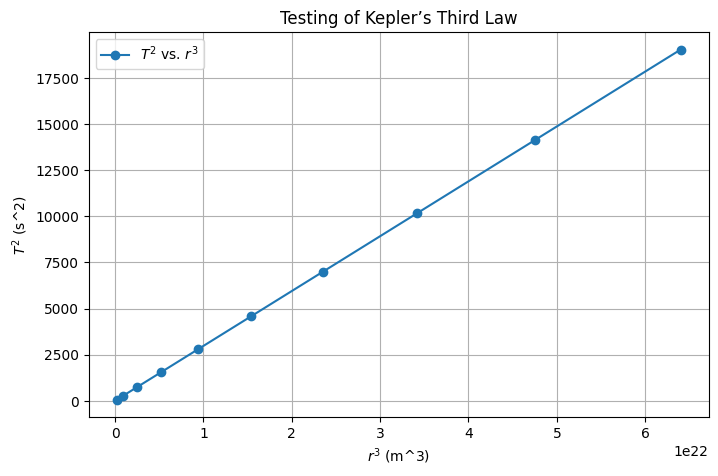 Testing of Kepler’s Third Law
T² vs. r³
17500
15000
12500
10000
7500
5000
2500
0
T² (s^2)
0 1 2 3 4 5 6
1e22
r³ (m^3)